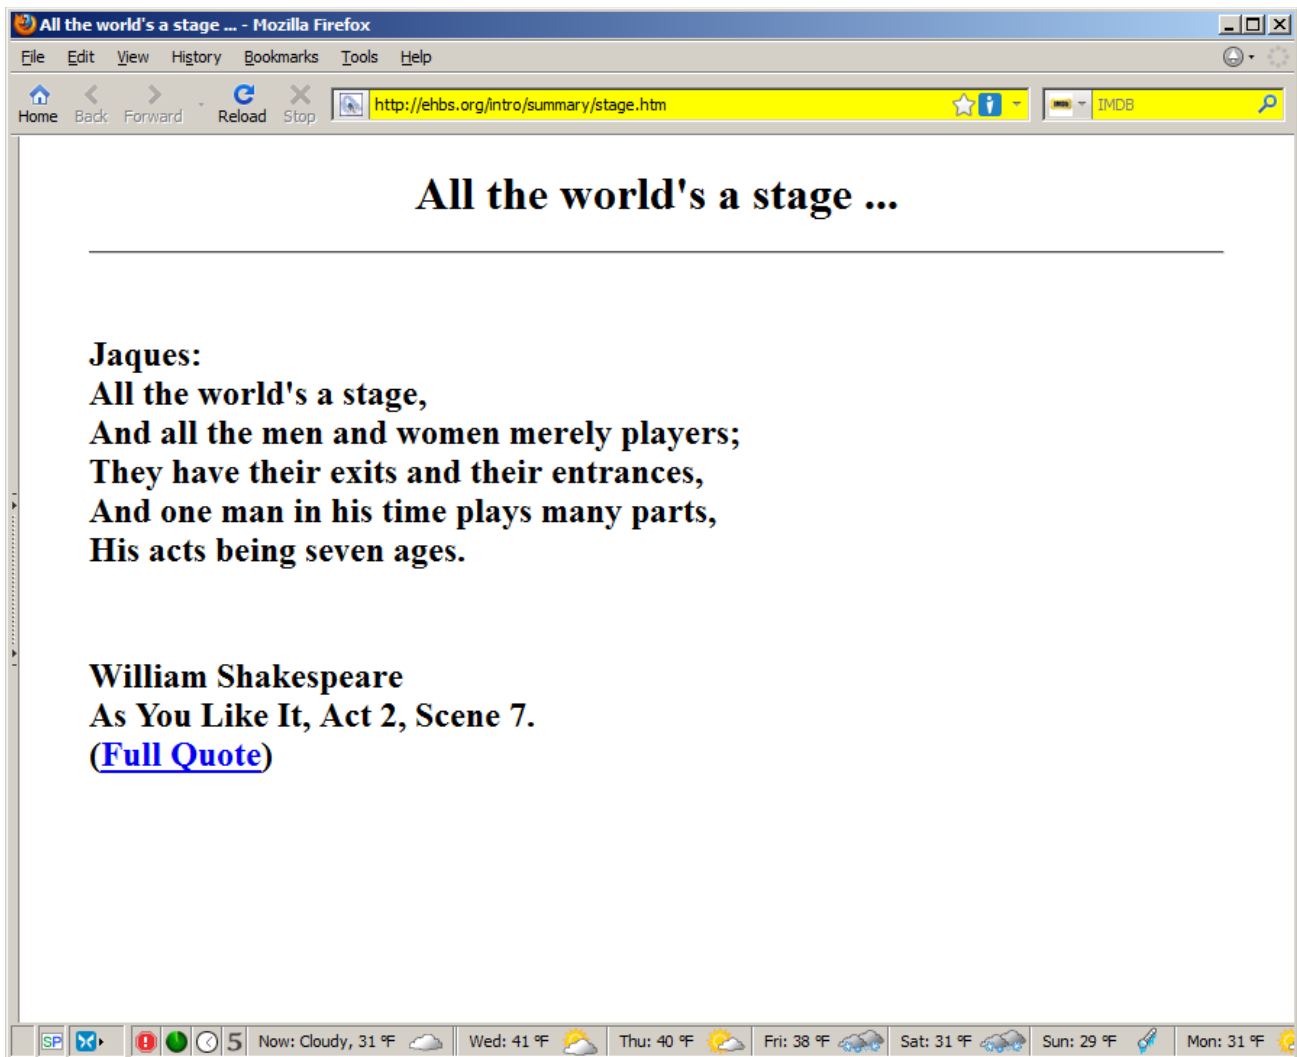 All the world's a stage ... - Mozilla Firefox
File Edit View History Bookmarks Tools Help
Home Back Forward Reload Stop http://ehbs.org/intro/summary/stage.htm IMDB
All the world's a stage ...
Jaques:
All the world's a stage,
And all the men and women merely players;
They have their exits and their entrances,
And one man in his time plays many parts,
His acts being seven ages.
William Shakespeare
As You Like It, Act 2, Scene 7.
(Full Quote)
SP 5 Now: Cloudy, 31 °F Wed: 41 °F Thu: 40 °F Fri: 38 °F Sat: 31 °F Sun: 29 °F Mon: 31 °F